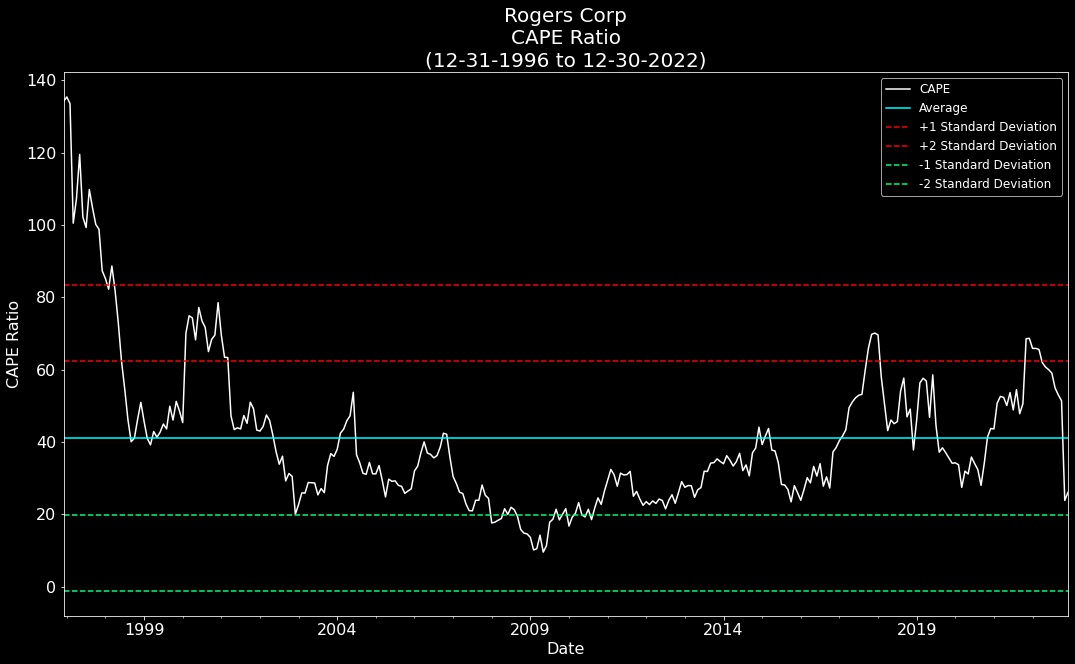 Rogers Corp
CAPE Ratio
(12-31-1996 to 12-30-2022)
CAPE
Average
+1 Standard Deviation
+2 Standard Deviation
-1 Standard Deviation
-2 Standard Deviation
140
120
100
80
60
40
20
0
CAPE Ratio
1999 2004 2009 2014 2019
Date